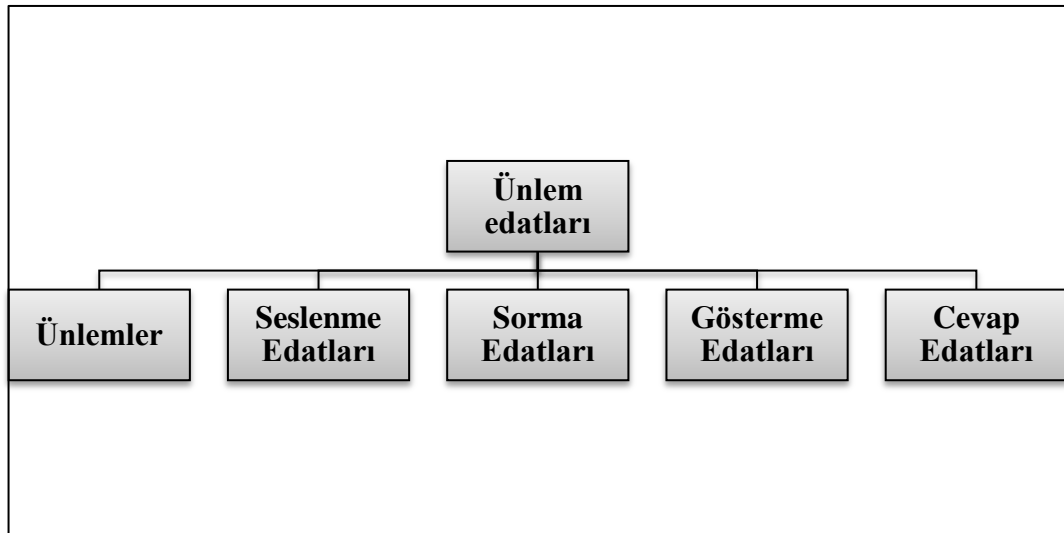 Ünlem
edatları
Ünlemler
Seslenme
Edatları
Sorma
Edatları
Gösterme
Edatları
Cevap
Edatları